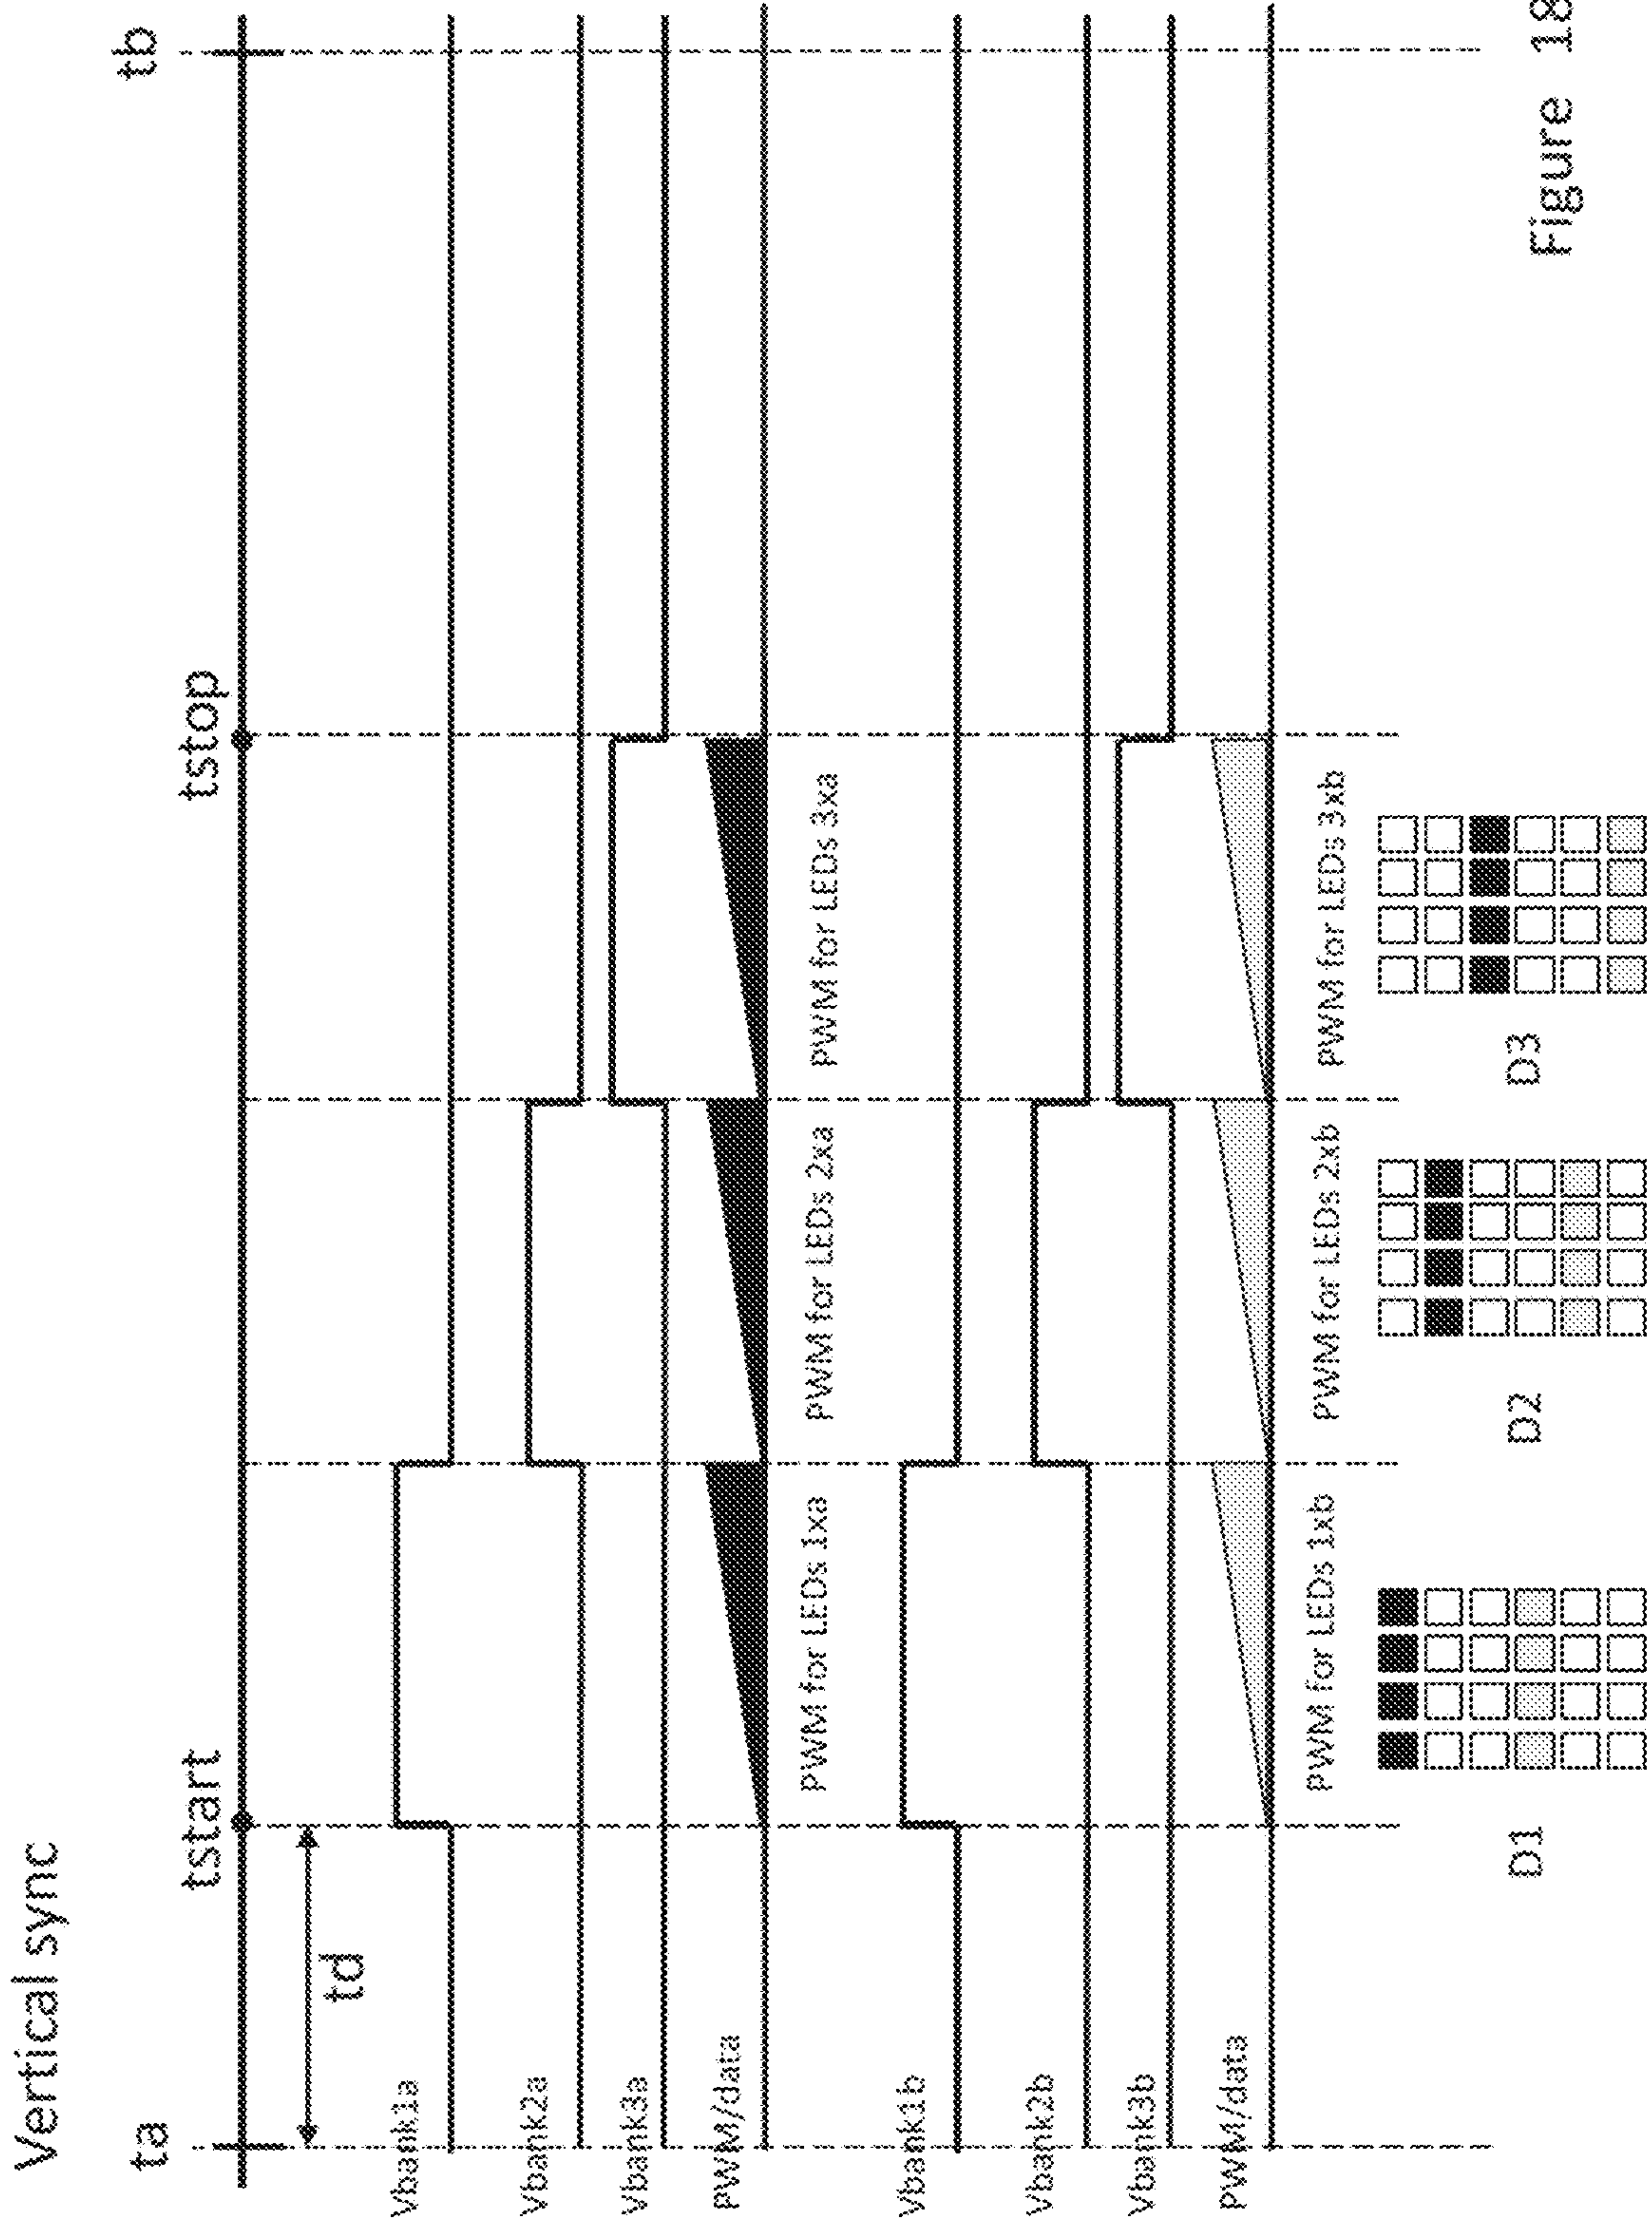 Vertical sync
ta
tstart
tstop
tb
td
Vbank1a
Vbank2a
Vbank3a
PWM/data
PWM for LEDs 1xa
PWM for LEDs 2xa
PWM for LEDs 3xa
Vbank1b
Vbank2b
Vbank3b
PWM/data
PWM for LEDs 1xb
PWM for LEDs 2xb
PWM for LEDs 3xb
D1
D2
D3
Figure 18